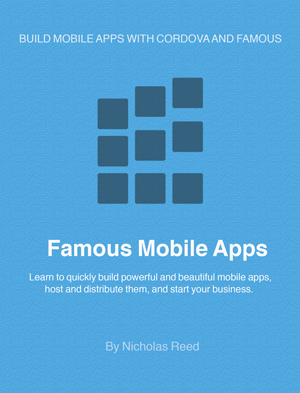 BUILD MOBILE APPS WITH CORDOVA AND FAMOUS
Famous Mobile Apps
Learn to quickly build powerful and beautiful mobile apps,
host and distribute them, and start your business.
By Nicholas Reed